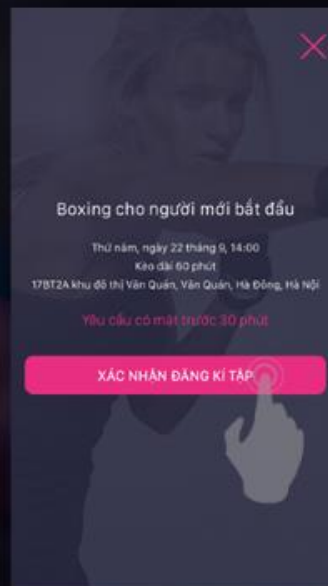 Boxing cho người mới bắt đầu
Thứ năm, ngày 22 tháng 9, 14:00
Kéo dài 60 phút
17BT2A khu đô thị Văn Quán, Văn Quán, Hà Đông, Hà Nội
Yêu cầu có mặt trước 30 phút
XÁC NHẬN ĐĂNG KÍ TẬP